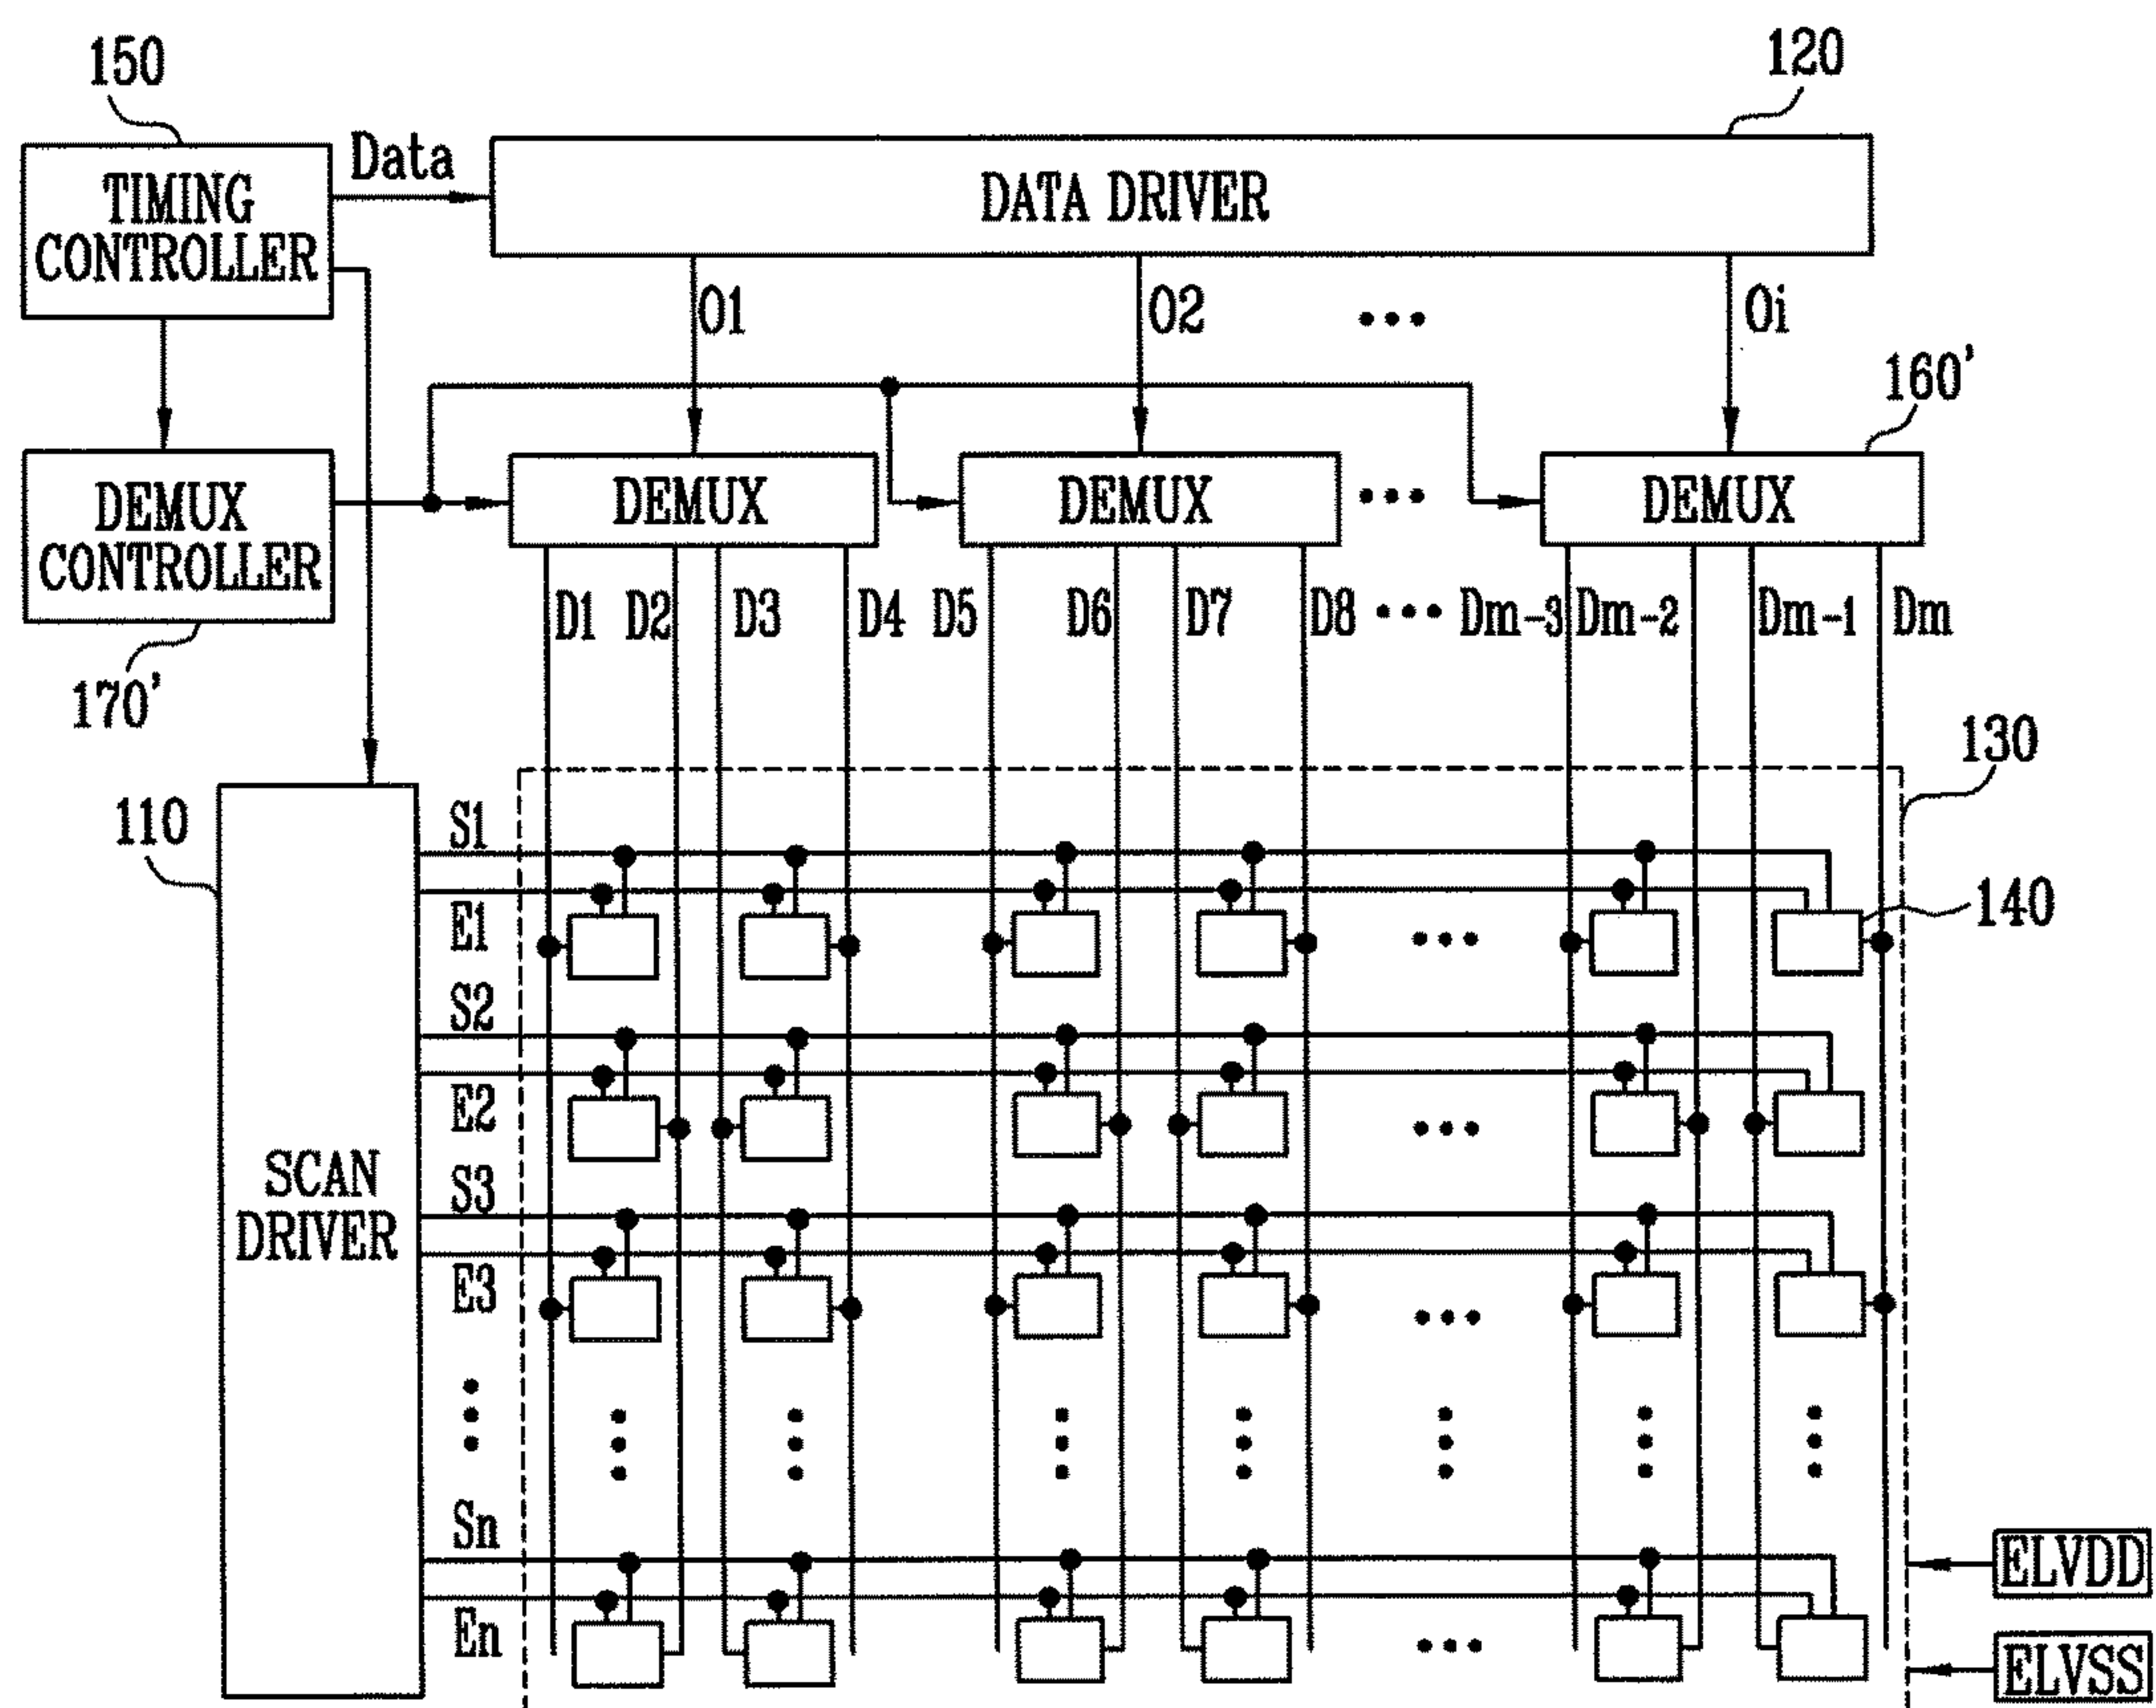 150
120
Data
TIMING
CONTROLLER
DATA DRIVER
O1
O2
...
Oi
160'
DEMUX
CONTROLLER
DEMUX
DEMUX
...
DEMUX
D1
D2
D3
D4
D5
D6
D7
D8
...
Dm-3
Dm-2
Dm-1
Dm
170'
130
110
S1
E1
140
S2
E2
SCAN
DRIVER
S3
E3
Sn
En
ELVDD
ELVSS